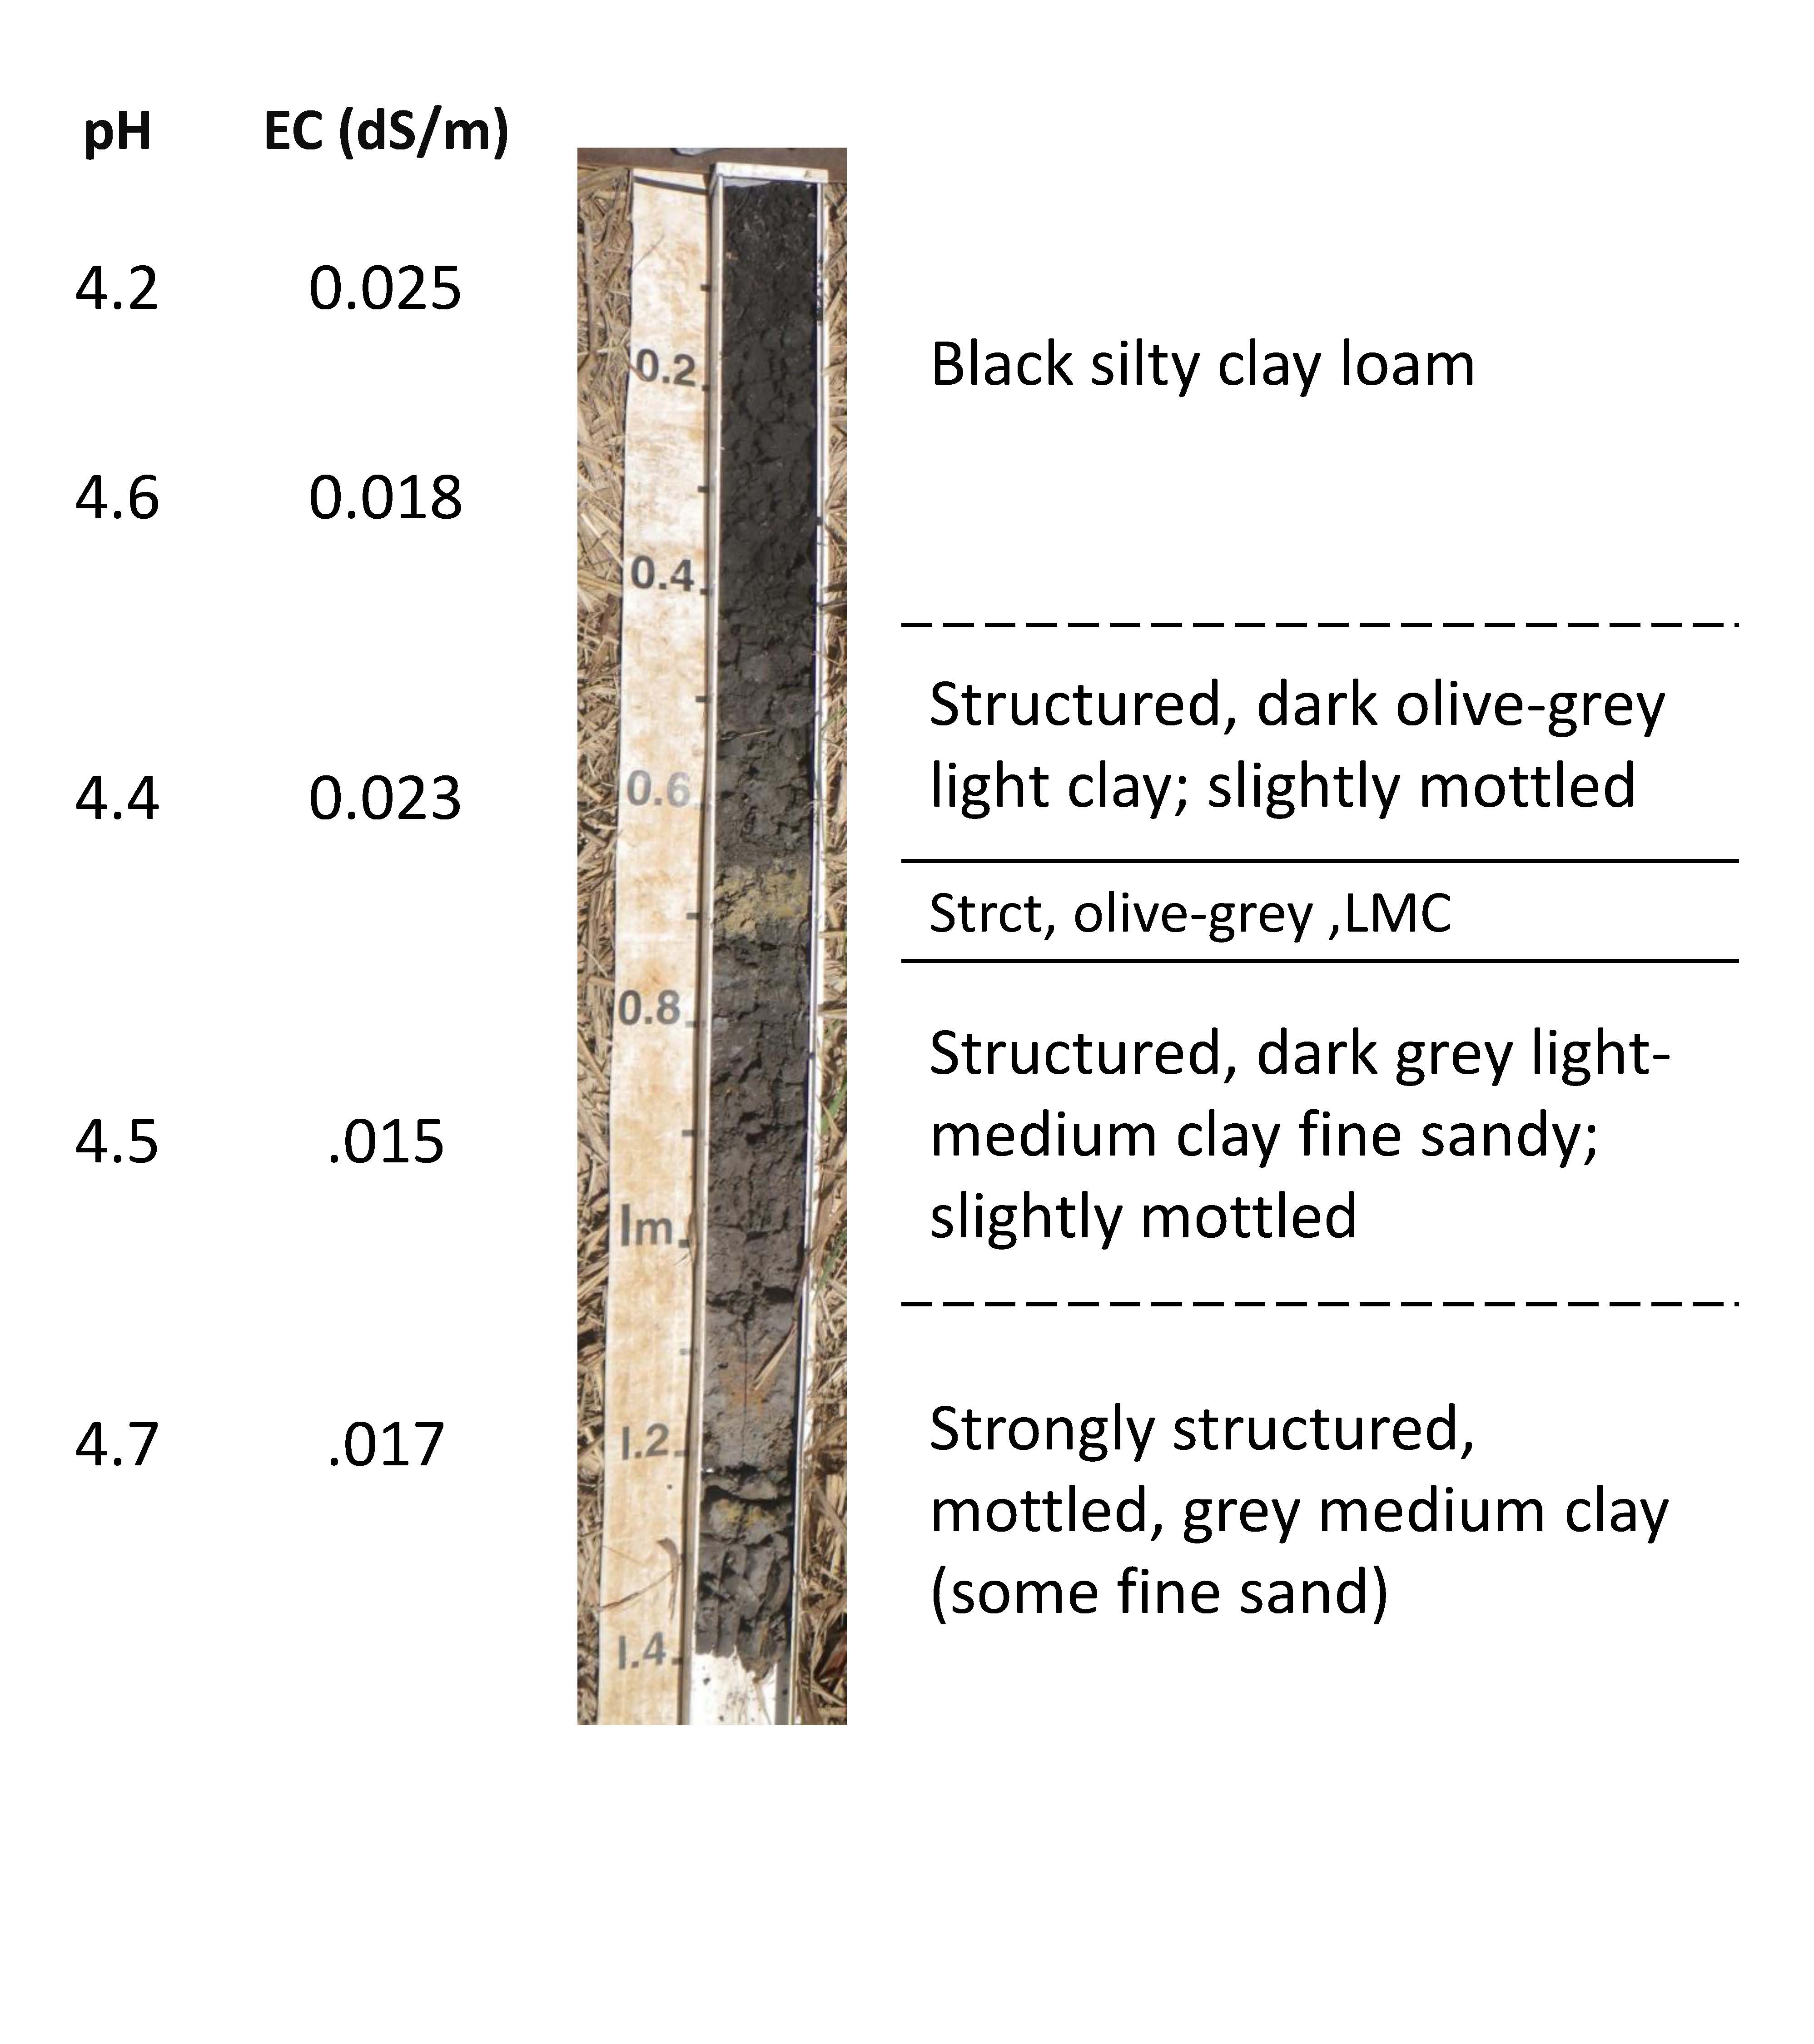 pH EC (dS/m)
4.2 0.025
0.2
Black silty clay loam
4.6 0.018
0.4
Structured, dark olive-grey
light clay; slightly mottled
4.4 0.023
0.6
Strct, olive-grey ,LMC
0.8
Structured, dark grey light-
medium clay fine sandy;
slightly mottled
4.5 .015
1m
4.7 .017
1.2
Strongly structured,
mottled, grey medium clay
(some fine sand)
1.4